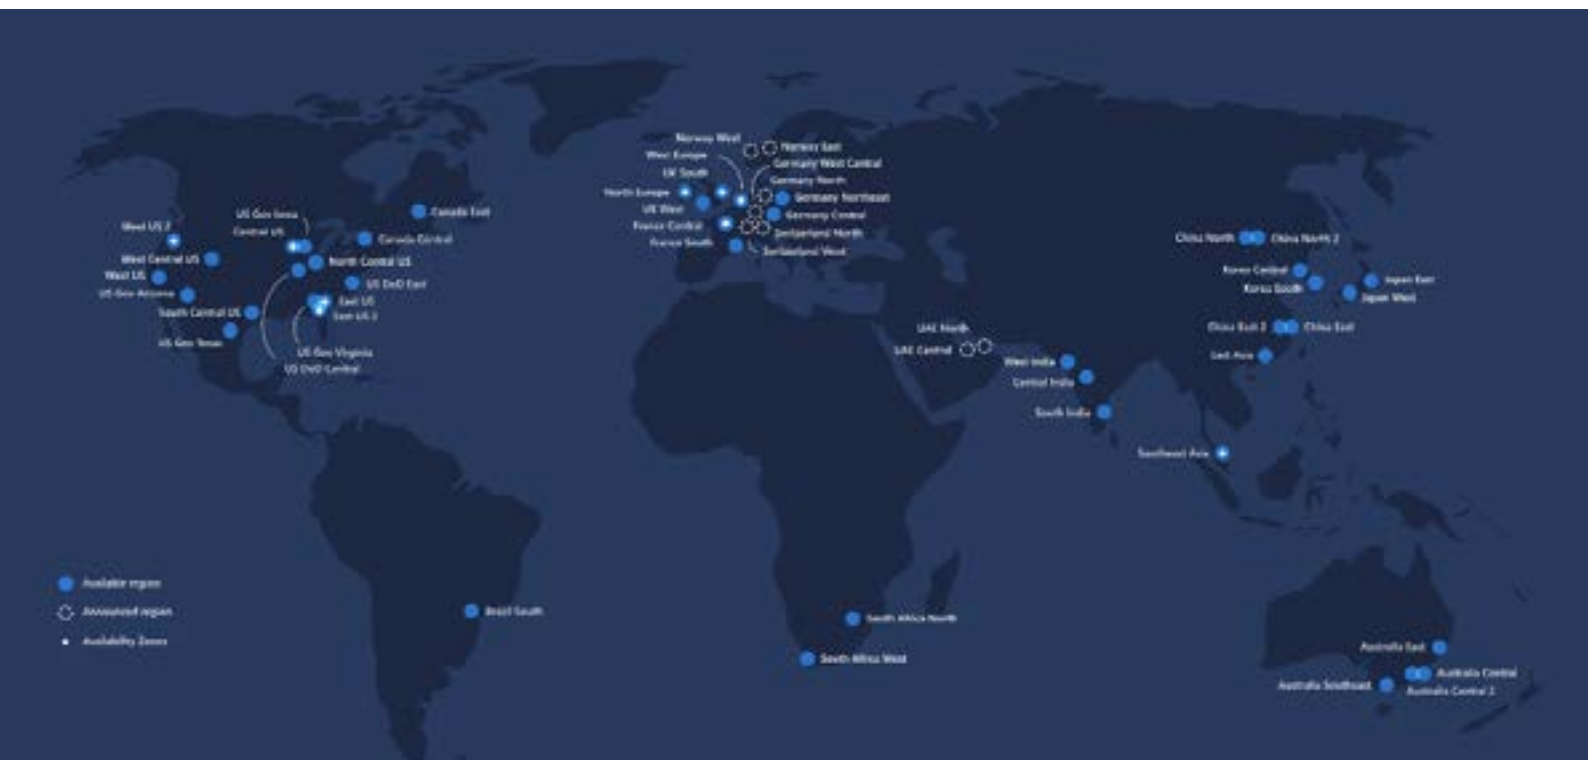 Norway West
Norway East
West Europe
Germany West Central
UK South
Germany North
North Europe
Germany Northeast
UK West
Germany Central
France Central
Switzerland North
France South
Switzerland West
US Gov Iowa
Canada East
West US 2
Central US
Canada Central
West Central US
North Central US
West US
US DoD East
US Gov Arizona
East US
South Central US
East US 2
US Gov Texas
US Gov Virginia
US DoD Central
China North
China North 2
Korea Central
Japan East
Korea South
Japan West
China East 2
China East
UAE North
UAE Central
East Asia
West India
Central India
South India
Southeast Asia
Available region
Announced region
Availability Zones
Brazil South
South Africa North
South Africa West
Australia East
Australia Central
Australia Southeast
Australia Central 2